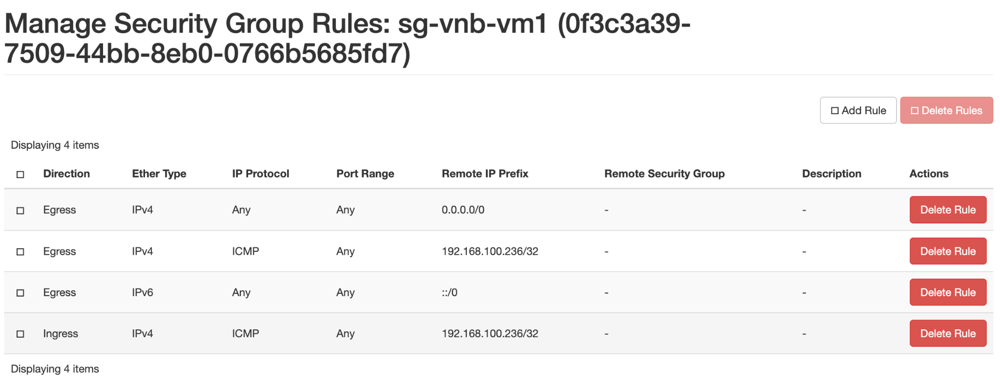 Manage Security Group Rules: sg-vnb-vm1 (0f3c3a39-
7509-44bb-8eb0-0766b5685fd7)
Add Rule Delete Rules
Displaying 4 items
Direction Ether Type IP Protocol Port Range Remote IP Prefix Remote Security Group Description Actions
Egress IPv4 Any Any 0.0.0.0/0 - - Delete Rule
Egress IPv4 ICMP Any 192.168.100.236/32 - - Delete Rule
Egress IPv6 Any Any ::/0 - - Delete Rule
Ingress IPv4 ICMP Any 192.168.100.236/32 - - Delete Rule
Displaying 4 items